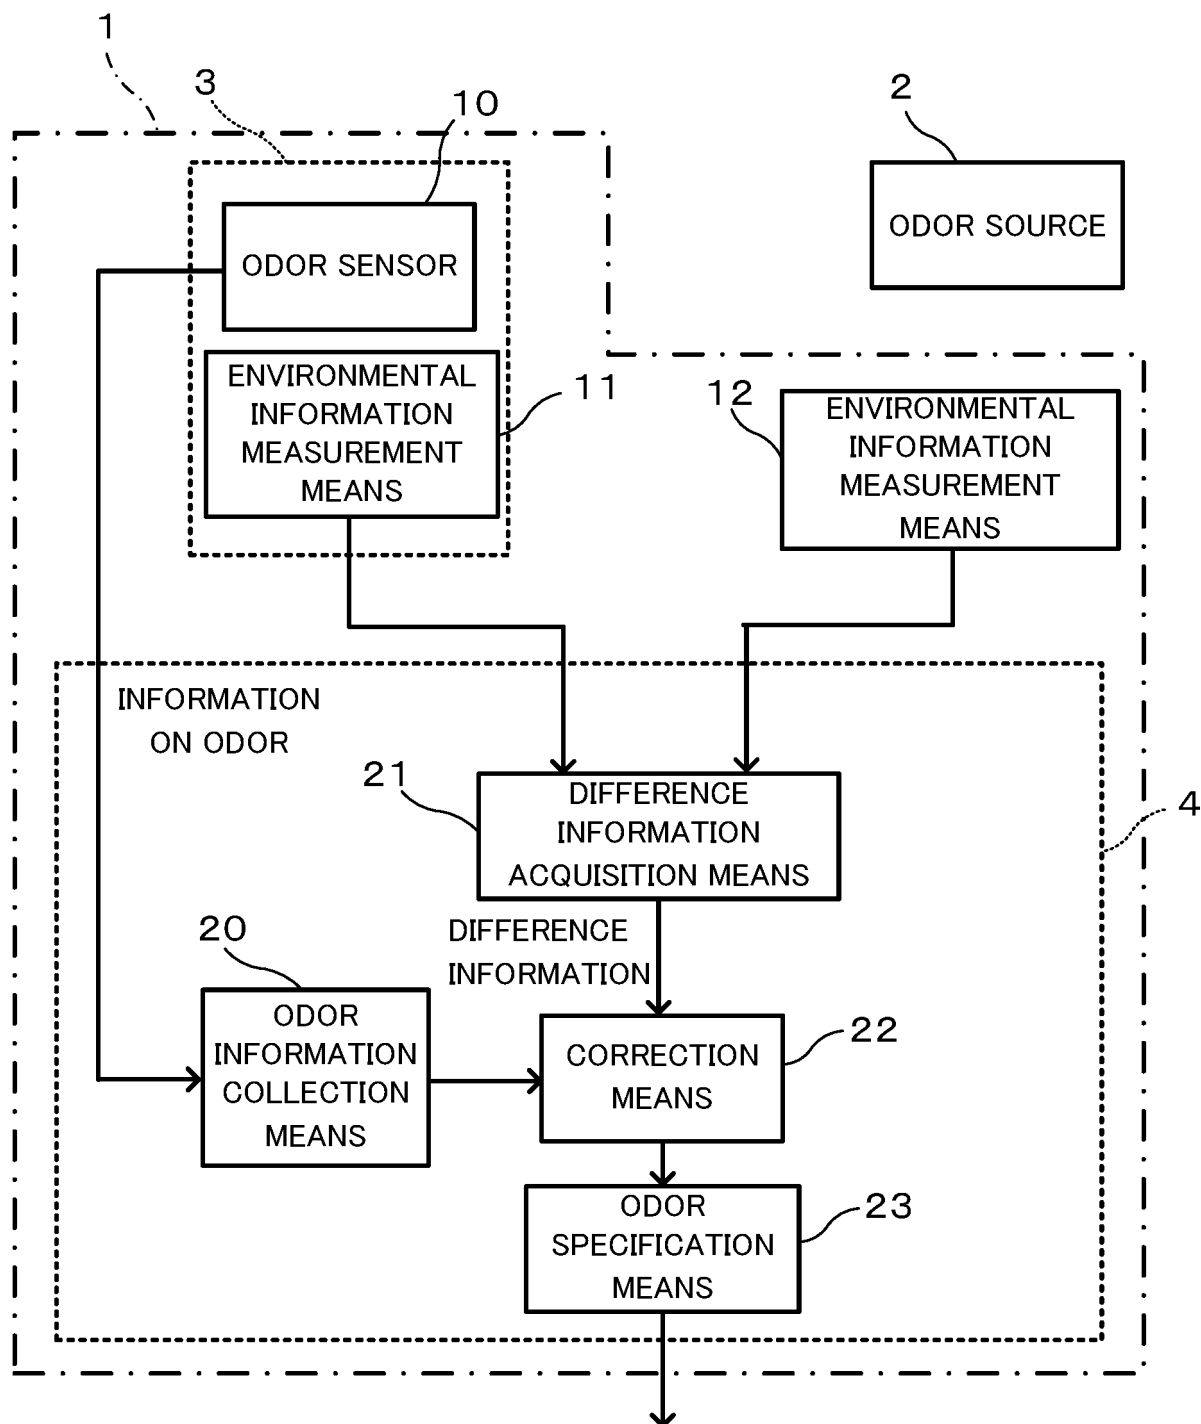 1
3
10
2
ODOR SENSOR
ODOR SOURCE
ENVIRONMENTAL
INFORMATION
MEASUREMENT
MEANS
11
12
ENVIRONMENTAL
INFORMATION
MEASUREMENT
MEANS
INFORMATION
ON ODOR
21
DIFFERENCE
INFORMATION
ACQUISITION MEANS
4
DIFFERENCE
INFORMATION
20
ODOR
INFORMATION
COLLECTION
MEANS
CORRECTION
MEANS
22
ODOR
SPECIFICATION
MEANS
23